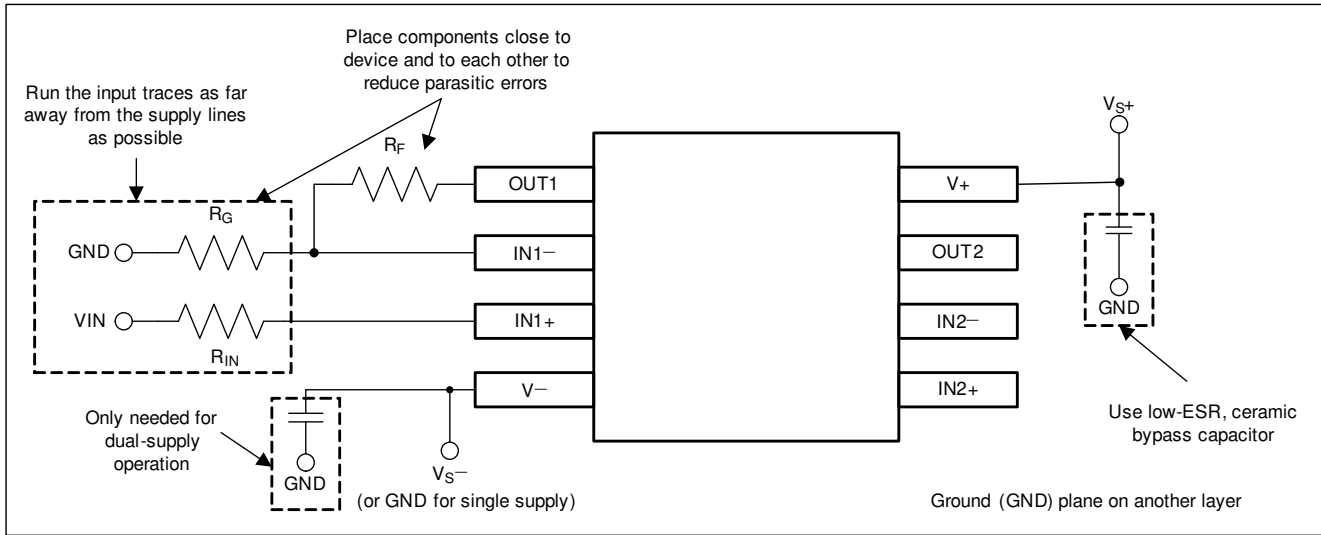 Place components close to
device and to each other to
reduce parasitic errors
Run the input traces as far
away from the supply lines
as possible
VS+
RF
OUT1
V+
RG
GND
IN1−
OUT2
GND
VIN
IN1+
IN2−
RIN
V−
IN2+
Only needed for
dual-supply
operation
GND
VS−
(or GND for single supply)
Use low-ESR, ceramic
bypass capacitor
Ground (GND) plane on another layer